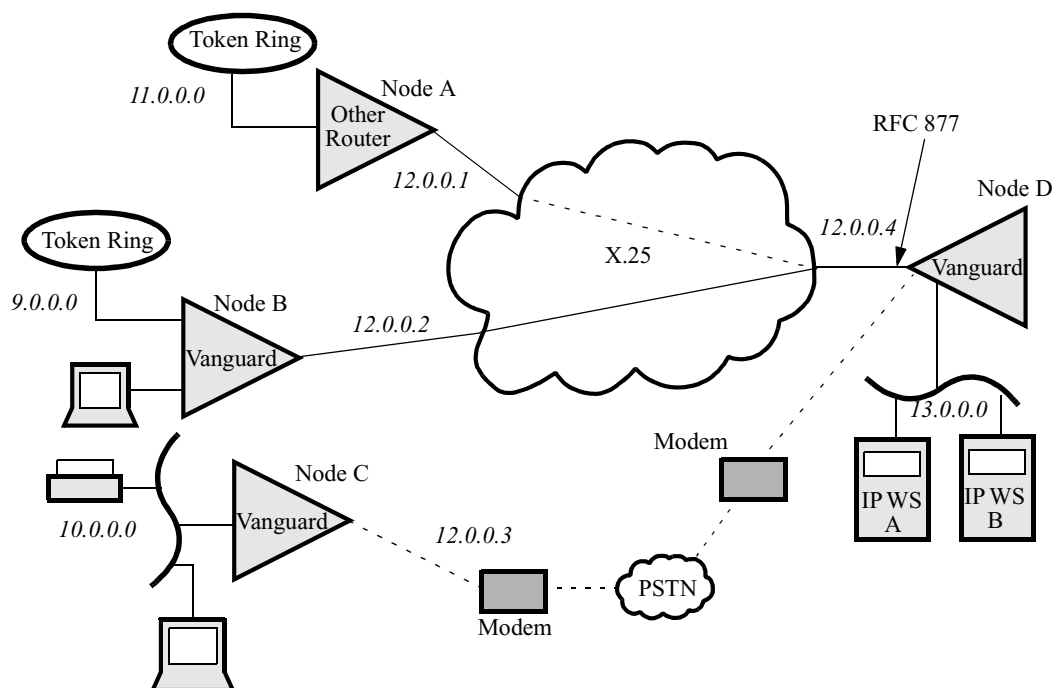 Token Ring
11.0.0.0
Node A
Other
Router
12.0.0.1
RFC 877
Node D
12.0.0.4
X.25
Vanguard
Token Ring
9.0.0.0
Node B
12.0.0.2
Vanguard
13.0.0.0
Modem
IP WS
A
IP WS
B
Node C
10.0.0.0
Vanguard
12.0.0.3
PSTN
Modem